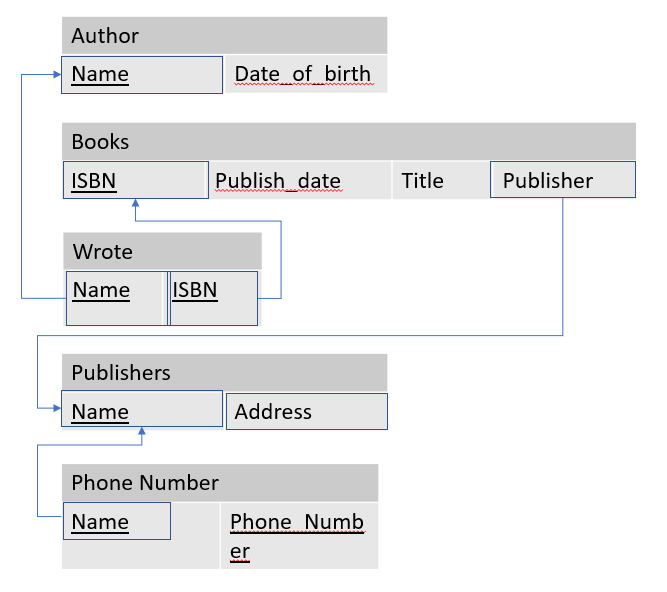 Author
Name Date_of_birth
Books
ISBN Publish_date Title Publisher
Wrote
Name ISBN
Publishers
Name Address
Phone Number
Name Phone_Numb
er